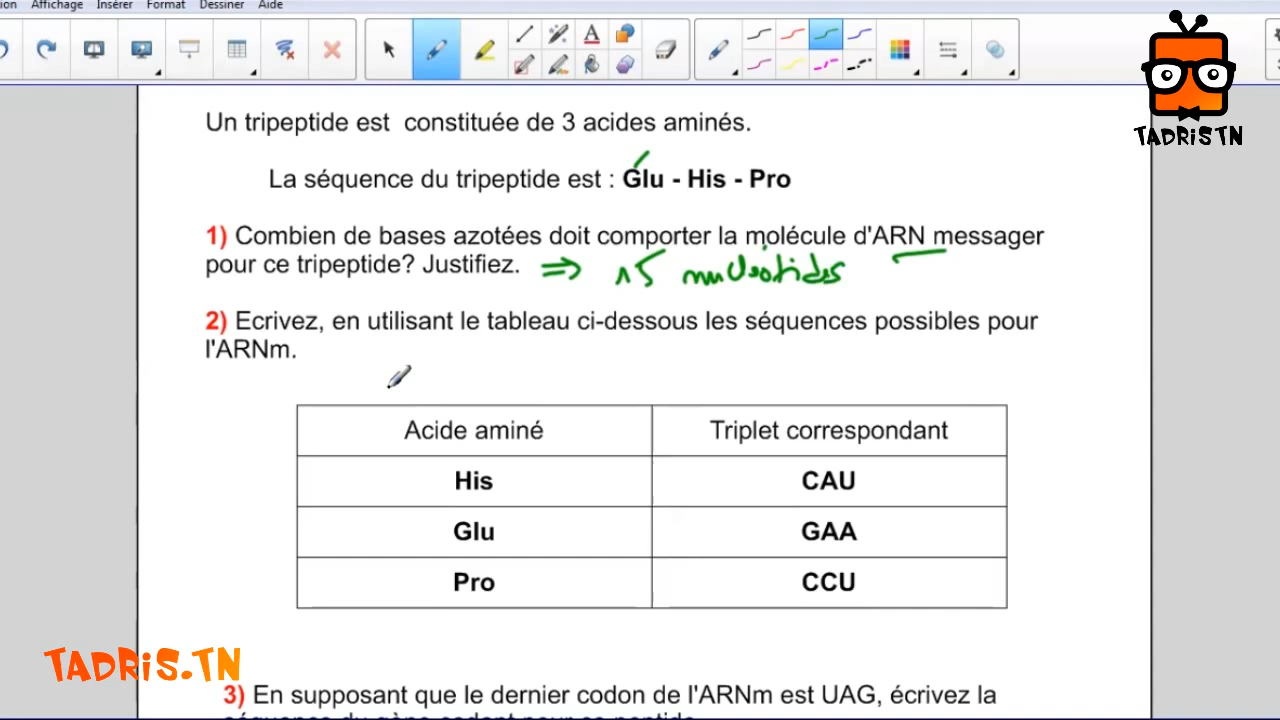 Affichage Insérer Format Dessiner Aide
TADRiSTN
Un tripeptide est constituée de 3 acides aminés.
La séquence du tripeptide est : Glu - His - Pro
1) Combien de bases azotées doit comporter la molécule d'ARN messager
pour ce tripeptide? Justifiez. ⇒ 15 nucléotides
2) Ecrivez, en utilisant le tableau ci-dessous les séquences possibles pour
l'ARNm.
Acide aminé Triplet correspondant
His CAU
Glu GAA
Pro CCU
TADRiS.TN
3) En supposant que le dernier codon de l'ARNm est UAG, écrivez la